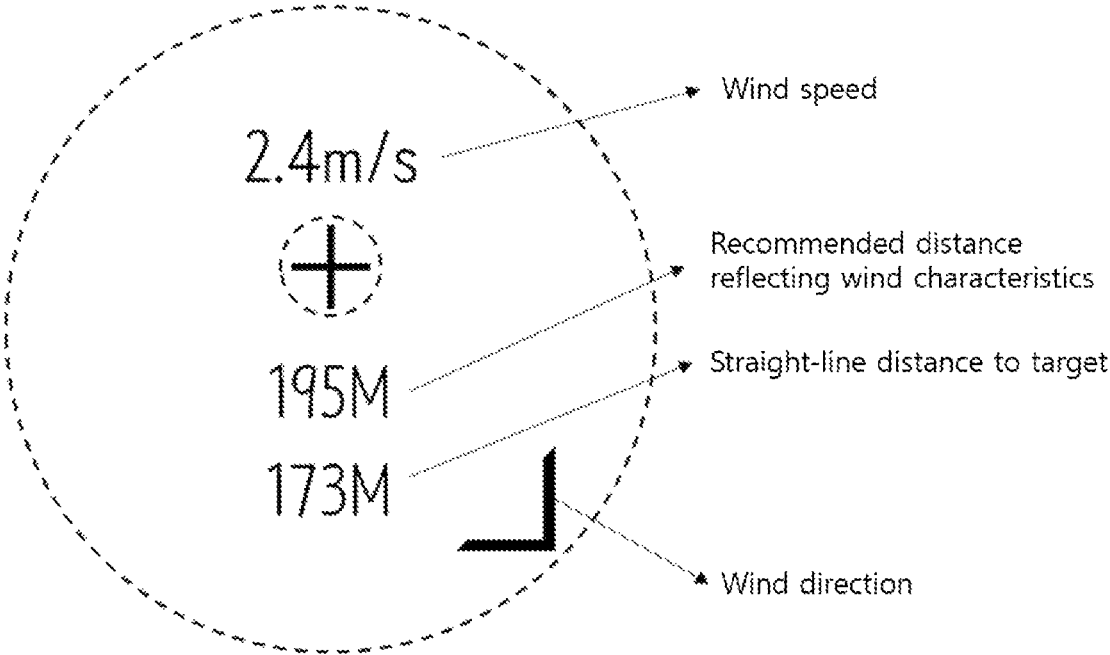 Wind speed
2.4m/s
Recommended distance
reflecting wind characteristics
195M
Straight-line distance to target
173M
Wind direction